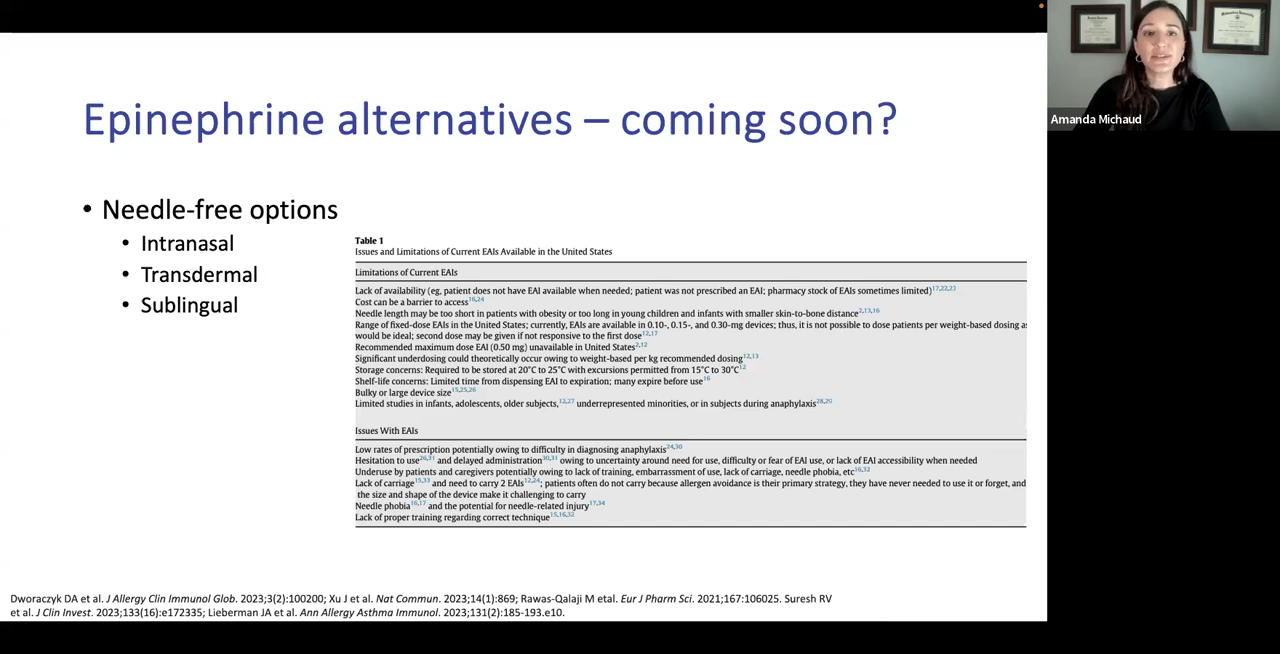 Epinephrine alternatives – coming soon?
• Needle-free options
• Intranasal
• Transdermal
• Sublingual
Table 1
Issues and Limitations of Current EAIs Available in the United States
Limitations of Current EAIs
Lack of availability (eg, patient does not have EAI available when needed; patient was not prescribed an EAI; pharmacy stock of EAIs sometimes limited)17,22,23
Cost can be a barrier to access16,24
Needle length may be too short in patients with obesity or too long in young children and infants with smaller skin-to-bone distance2,13,16
Range of fixed-dose EAIs in the United States; currently, EAIs are available in 0.10-, 0.15-, and 0.30-mg devices; thus, it is not possible to dose patients per weight-based dosing as
would be ideal; second dose may be given if not responsive to the first dose12,17
Recommended maximum dose EAI (0.50 mg) unavailable in United States2,12
Significant underdosing could theoretically occur owing to weight-based per kg recommended dosing12,13
Storage concerns: Required to be stored at 20°C to 25°C with excursions permitted from 15°C to 30°C12
Shelf-life concerns: Limited time from dispensing EAI to expiration; many expire before use16
Bulky or large device size15,25,26
Limited studies in infants, adolescents, older subjects,12,27 underrepresented minorities, or in subjects during anaphylaxis28,29
Issues With EAIs
Low rates of prescription potentially owing to difficulty in diagnosing anaphylaxis24,30
Hesitation to use26,31 and delayed administration30,31 owing to uncertainty around need for use, difficulty or fear of EAI use, or lack of EAI accessibility when needed
Underuse by patients and caregivers potentially owing to lack of training, embarrassment of use, lack of carriage, needle phobia, etc16,32
Lack of carriage15,33 and need to carry 2 EAIs12,24; patients often do not carry because allergen avoidance is their primary strategy, they have never needed to use it or forget, and
the size and shape of the device make it challenging to carry
Needle phobia16,17 and the potential for needle-related injury17,34
Lack of proper training regarding correct technique15,16,32
Dworaczyk DA et al. J Allergy Clin Immunol Glob. 2023;3(2):100200; Xu J et al. Nat Commun. 2023;14(1):869; Rawas-Qalaji M etal. Eur J Pharm Sci. 2021;167:106025. Suresh RV
et al. J Clin Invest. 2023;133(16):e172335; Lieberman JA et al. Ann Allergy Asthma Immunol. 2023;131(2):185-193.e10.
Amanda Michaud